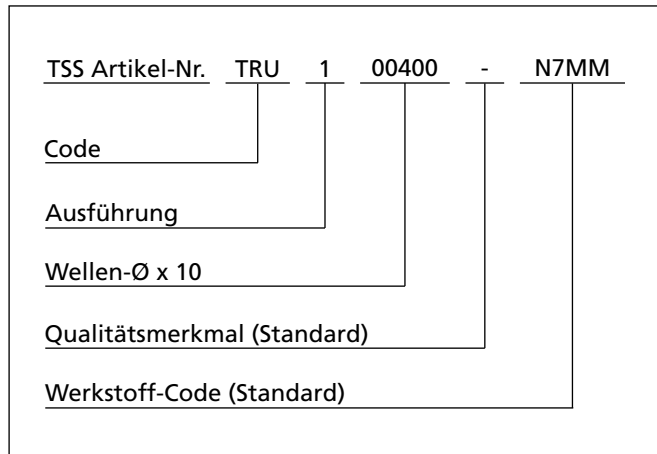 TSS Artikel-Nr. TRU 1 00400 - N7MM
Code
Ausführung
Wellen-Ø x 10
Qualitätsmerkmal (Standard)
Werkstoff-Code (Standard)